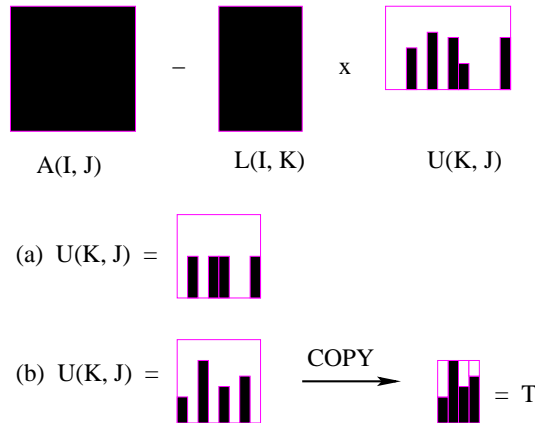 – x
A(I, J) L(I, K) U(K, J)
(a) U(K, J) =
(b) U(K, J) = COPY = T